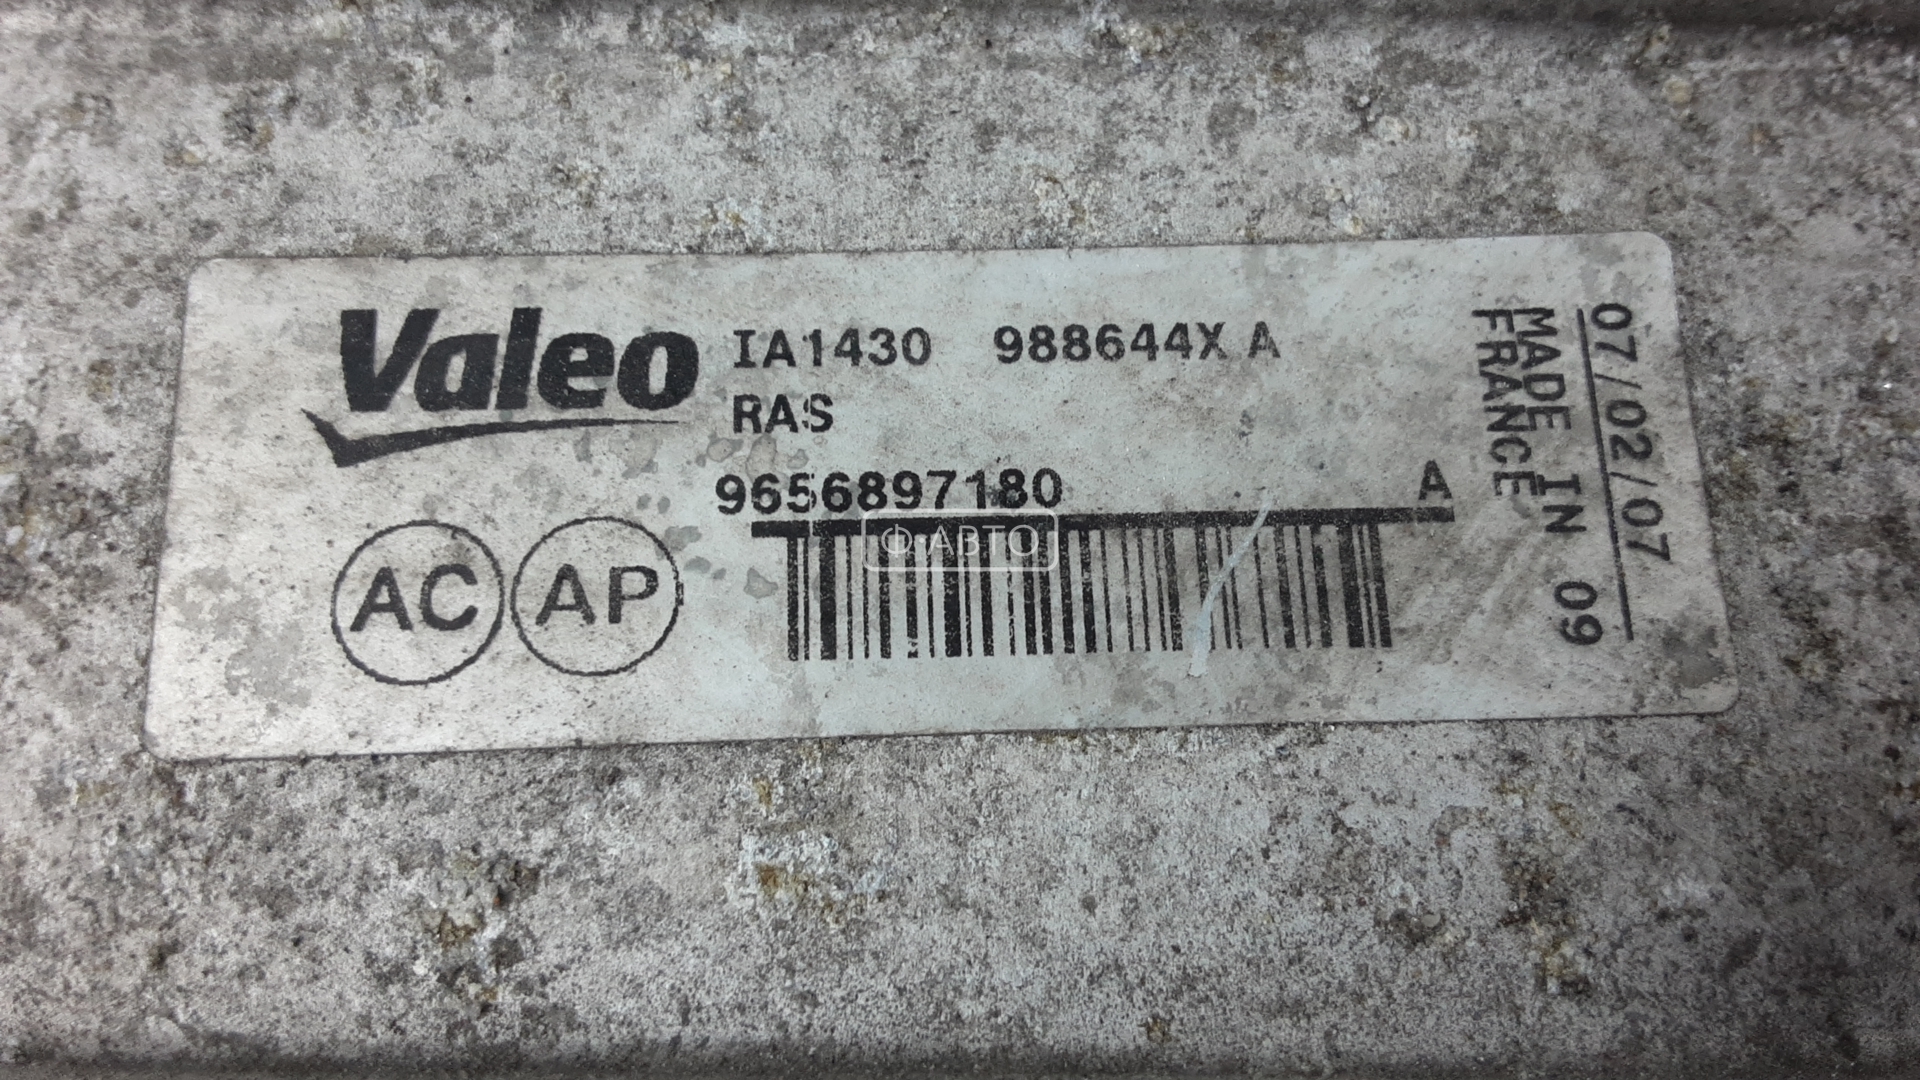 Valeo IA1430 988644X A
RAS
9656897180 A
AC AP
Ф-АВТО
07/02/07
MADE IN 09
FRANCE